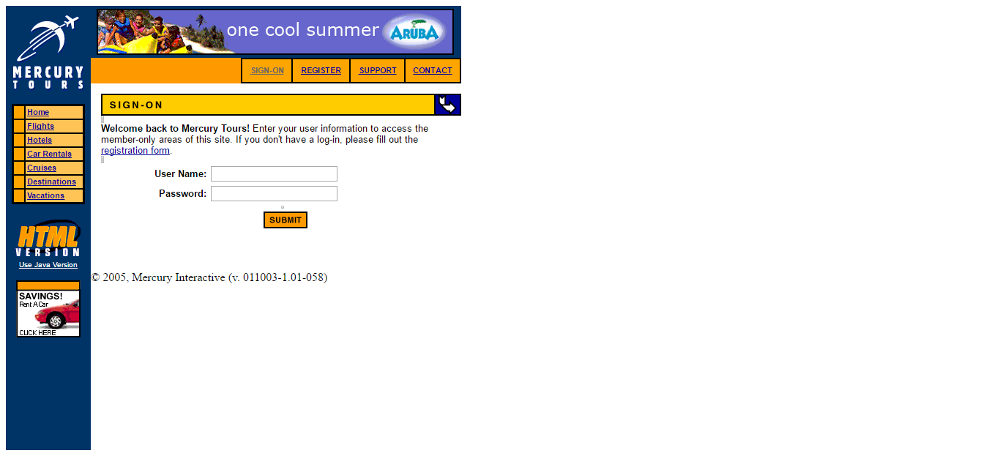 MERCURY
TOURS
one cool summer ARUBA
SIGN-ON REGISTER SUPPORT CONTACT
Home
Flights
Hotels
Car Rentals
Cruises
Destinations
Vacations
HTML
VERSION
Use Java Version
SAVINGS!
Rent A Car
CLICK HERE
SIGN-ON
Welcome back to Mercury Tours! Enter your user information to access the
member-only areas of this site. If you don't have a log-in, please fill out the
registration form.
User Name:
Password:
SUBMIT
© 2005, Mercury Interactive (v. 011003-1.01-058)